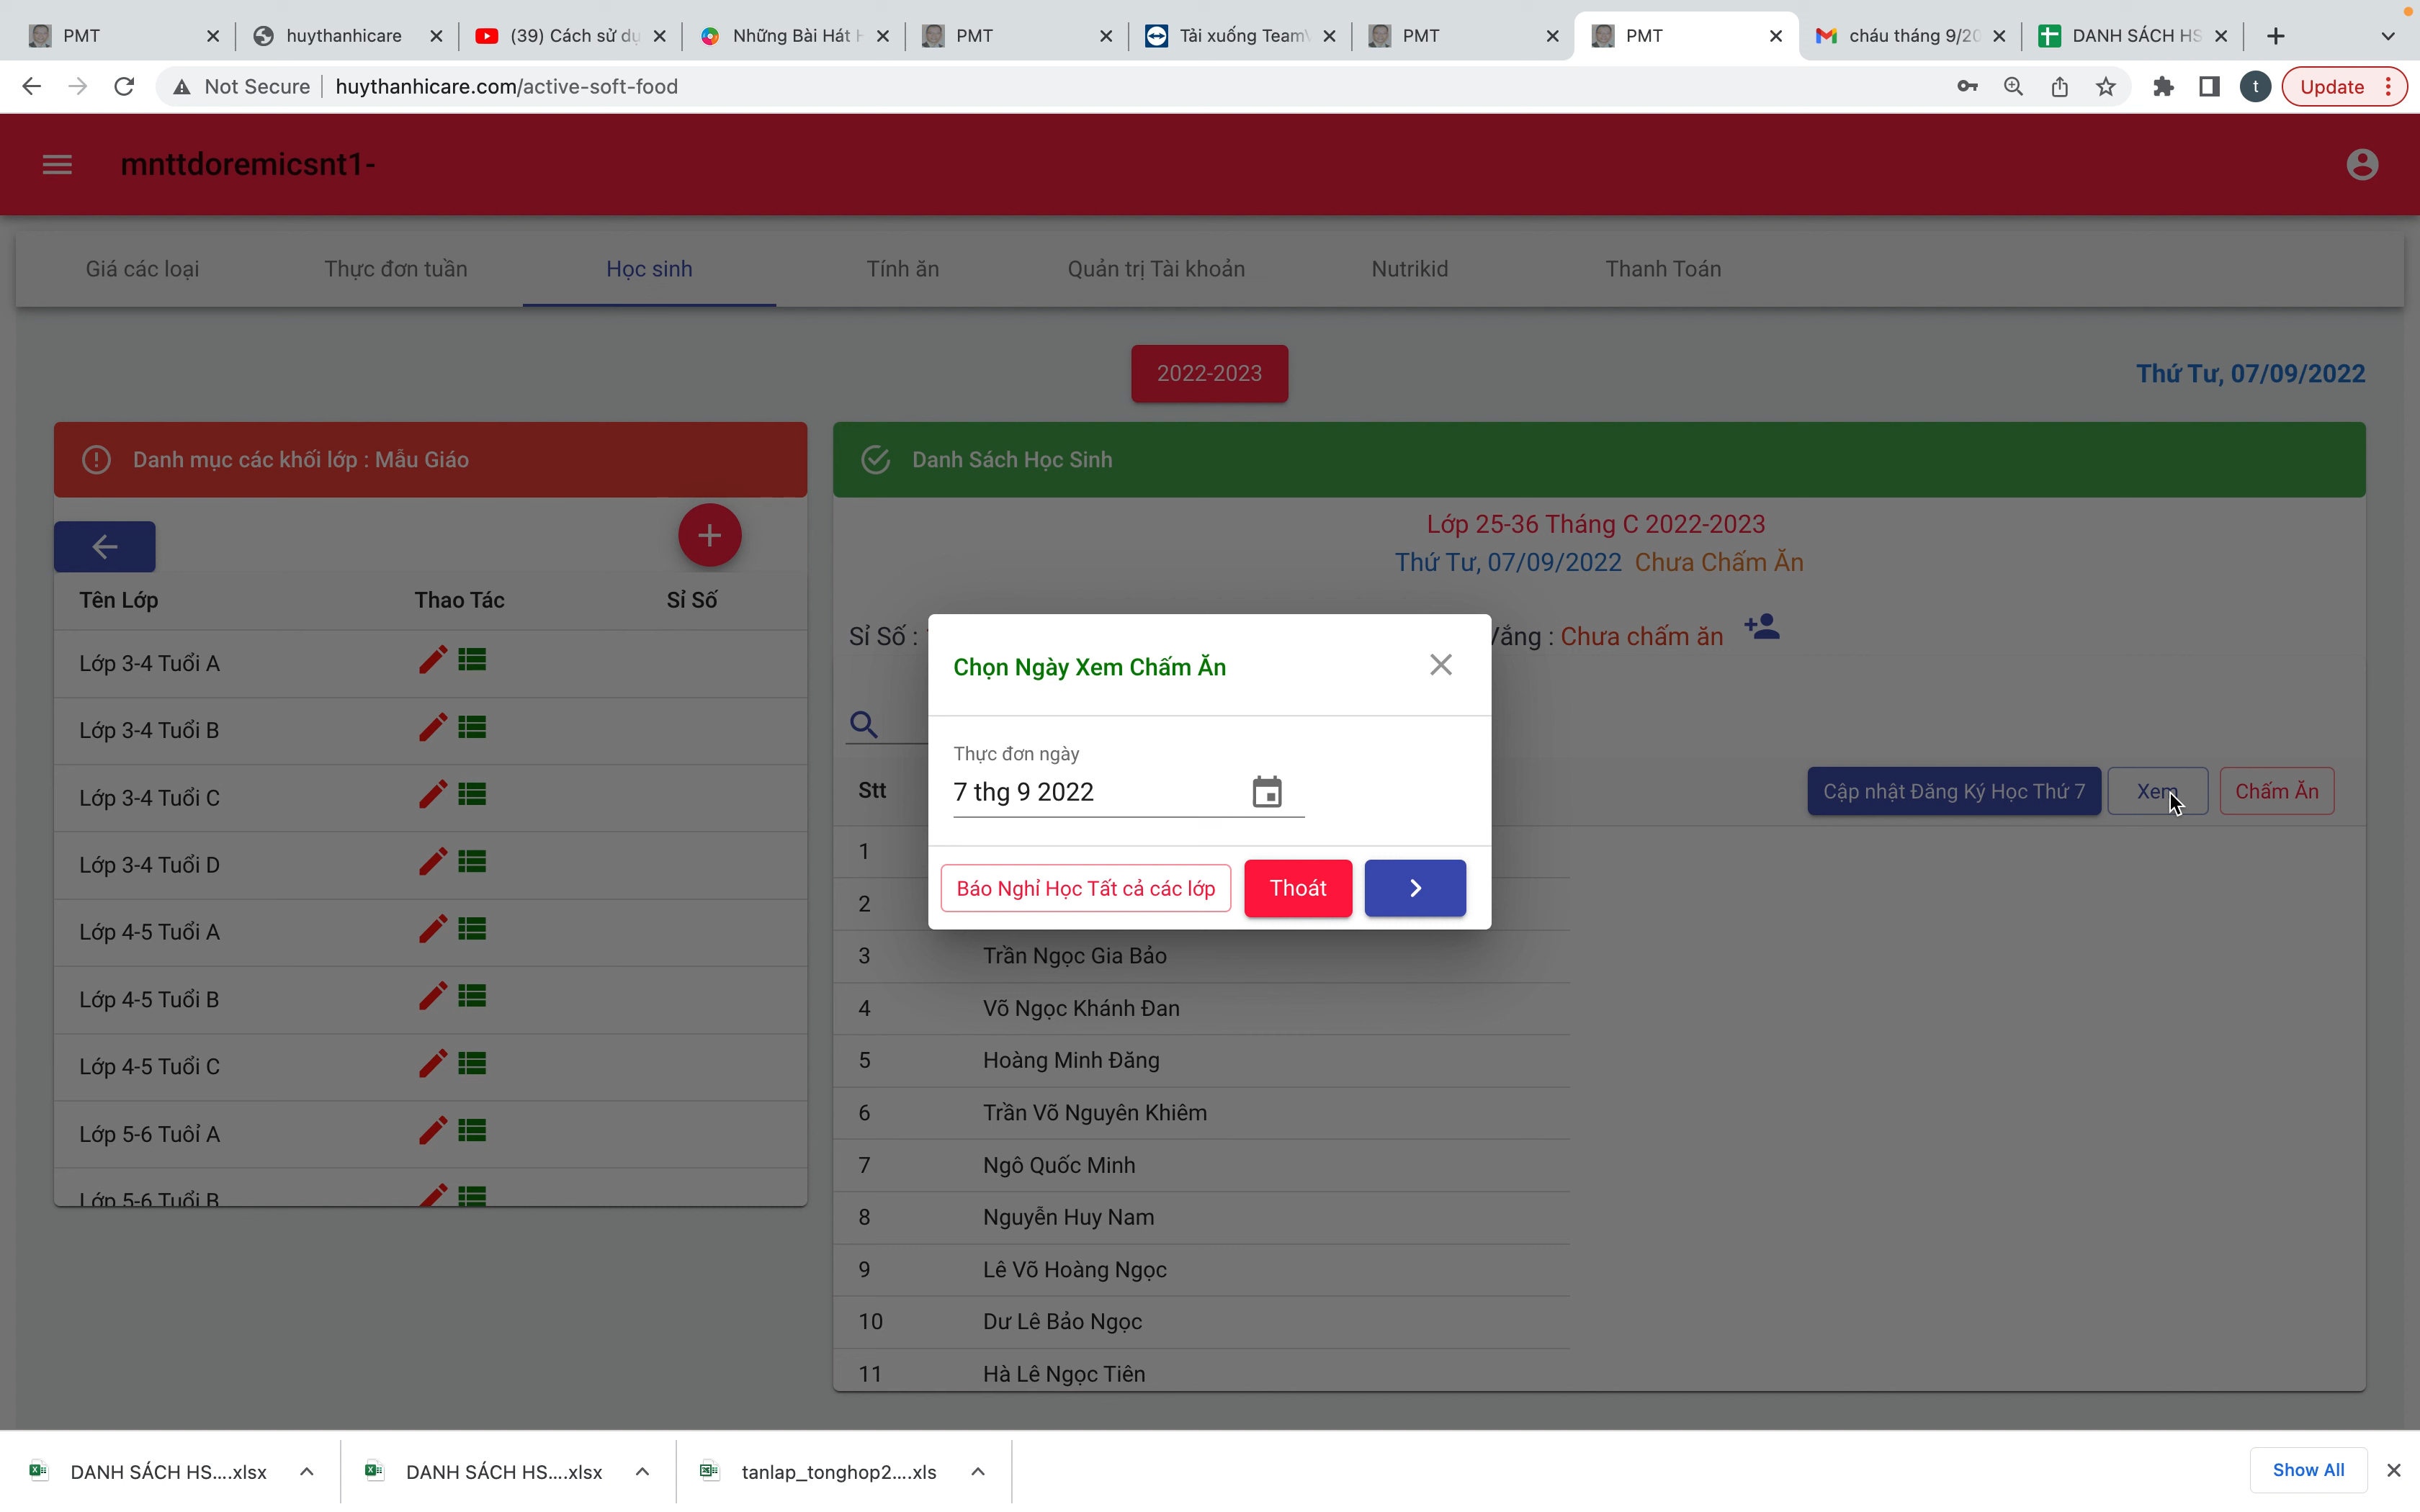 PMT
huythanhicare
(39) Cách sử dụ
Những Bài Hát H
PMT
Tải xuống TeamV
PMT
PMT
cháu tháng 9/20
DANH SÁCH HS
Not Secure
huythanhicare.com/active-soft-food
t
Update
mnttdoremicsnt1-
Giá các loại
Thực đơn tuần
Học sinh
Tính ăn
Quản trị Tài khoản
Nutrikid
Thanh Toán
2022-2023
Thứ Tư, 07/09/2022
Danh mục các khối lớp : Mẫu Giáo
Tên Lớp Thao Tác Sỉ Số
Lớp 3-4 Tuổi A
Lớp 3-4 Tuổi B
Lớp 3-4 Tuổi C
Lớp 3-4 Tuổi D
Lớp 4-5 Tuổi A
Lớp 4-5 Tuổi B
Lớp 4-5 Tuổi C
Lớp 5-6 Tuổi A
Lớp 5-6 Tuổi B
Danh Sách Học Sinh
Lớp 25-36 Tháng C 2022-2023
Thứ Tư, 07/09/2022 Chưa Chấm Ăn
Sỉ Số :
Vắng : Chưa chấm ăn
Chọn Ngày Xem Chấm Ăn
Thực đơn ngày
7 thg 9 2022
Báo Nghỉ Học Tất cả các lớp
Thoát
Stt
Cập nhật Đăng Ký Học Thứ 7
Xem
Chấm Ăn
1
2
3 Trần Ngọc Gia Bảo
4 Võ Ngọc Khánh Đan
5 Hoàng Minh Đăng
6 Trần Võ Nguyên Khiêm
7 Ngô Quốc Minh
8 Nguyễn Huy Nam
9 Lê Võ Hoàng Ngọc
10 Dư Lê Bảo Ngọc
11 Hà Lê Ngọc Tiên
DANH SÁCH HS....xlsx
DANH SÁCH HS....xlsx
tanlap_tonghop2....xls
Show All